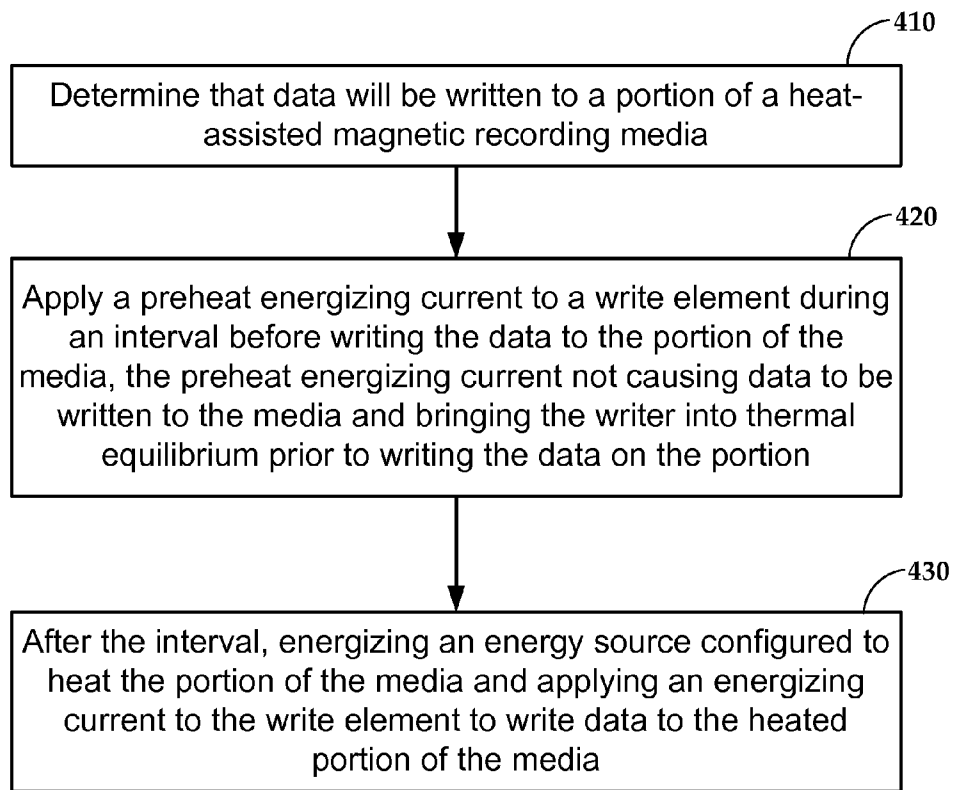 410
Determine that data will be written to a portion of a heat-
assisted magnetic recording media
420
Apply a preheat energizing current to a write element during
an interval before writing the data to the portion of the
media, the preheat energizing current not causing data to be
written to the media and bringing the writer into thermal
equilibrium prior to writing the data on the portion
430
After the interval, energizing an energy source configured to
heat the portion of the media and applying an energizing
current to the write element to write data to the heated
portion of the media